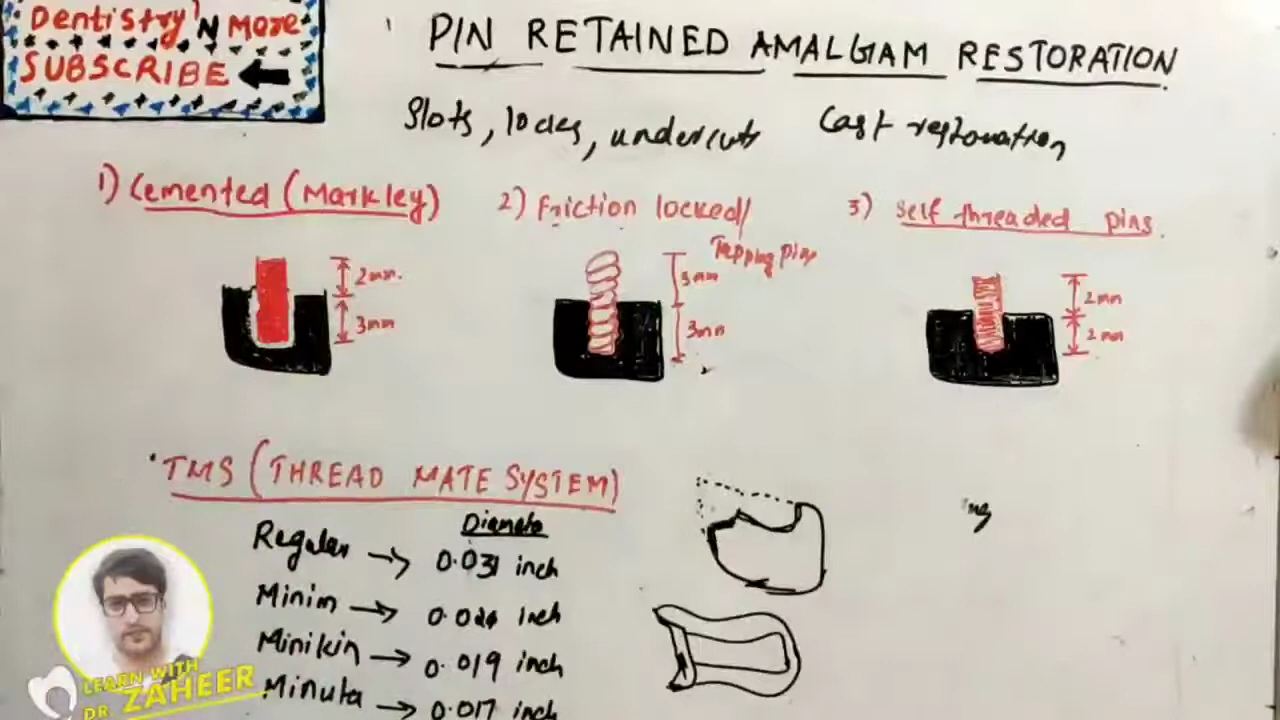 Dentistry'N More
SUBSCRIBE
PIN RETAINED AMALGAM RESTORATION
Slots, locks, undercuts Cast restoration
1) Cemented (Markley)
2mm.
3mm
2) Friction locked/
Tapping pins
3mm
3mm
3) Self threaded pins.
2mm
2mm
TMS (THREAD MATE SYSTEM)
Diameter
Regular → 0.031 inch
Minim → 0.024 inch
Minikin → 0.019 inch
Minuta → 0.017 inch
LEARN WITH
DR. ZAHEER